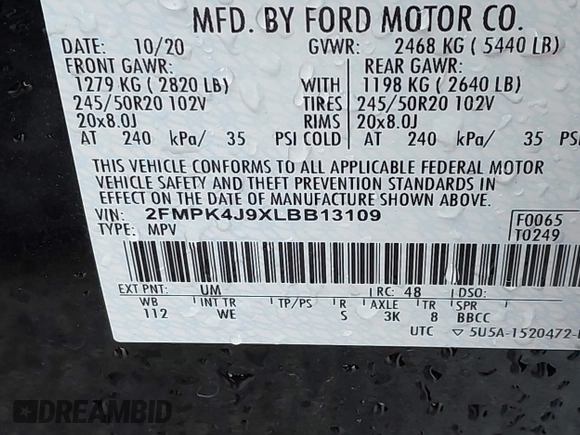 MFD. BY FORD MOTOR CO.
DATE: 10/20 GVWR: 2468 KG ( 5440 LB)
FRONT GAWR: REAR GAWR:
1279 KG ( 2820 LB) WITH 1198 KG ( 2640 LB)
245/50R20 102V TIRES 245/50R20 102V
20x8.0J RIMS 20x8.0J
AT 240 kPa/ 35 PSI COLD AT 240 kPa/ 35 PSI
THIS VEHICLE CONFORMS TO ALL APPLICABLE FEDERAL MOTOR
VEHICLE SAFETY AND THEFT PREVENTION STANDARDS IN
EFFECT ON THE DATE OF MANUFACTURE SHOWN ABOVE.
VIN: 2FMPK4J9XLBB13109 F0065
TYPE: MPV T0249
EXT PNT: UM RC: 48 DSO:
WB INT TR TP/PS R AXLE TR SPR
112 WE S 3K 8 BBCC
UTC ▽ 5U5A-1520472-
DREAMBID